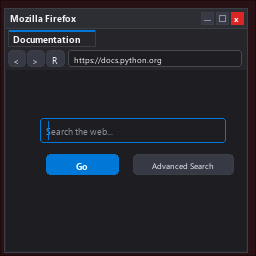 Mozilla Firefox
Documentation
< > R https://docs.python.org
Search the web...
Go Advanced Search